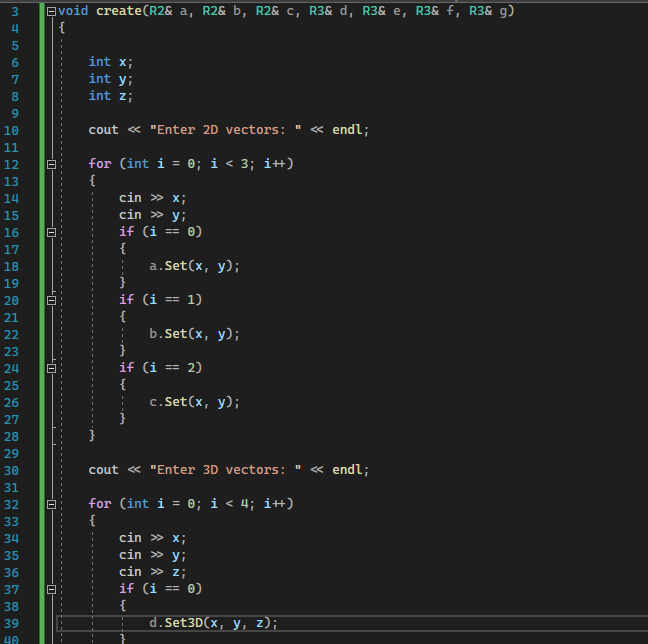 3 void create(R2& a, R2& b, R2& c, R3& d, R3& e, R3& f, R3& g)
4 {
5
6 int x;
7 int y;
8 int z;
9
10 cout << "Enter 2D vectors: " << endl;
11
12 for (int i = 0; i < 3; i++)
13 {
14 cin >> x;
15 cin >> y;
16 if (i == 0)
17 {
18 a.Set(x, y);
19 }
20 if (i == 1)
21 {
22 b.Set(x, y);
23 }
24 if (i == 2)
25 {
26 c.Set(x, y);
27 }
28 }
29
30 cout << "Enter 3D vectors: " << endl;
31
32 for (int i = 0; i < 4; i++)
33 {
34 cin >> x;
35 cin >> y;
36 cin >> z;
37 if (i == 0)
38 {
39 d.Set3D(x, y, z);
40 }